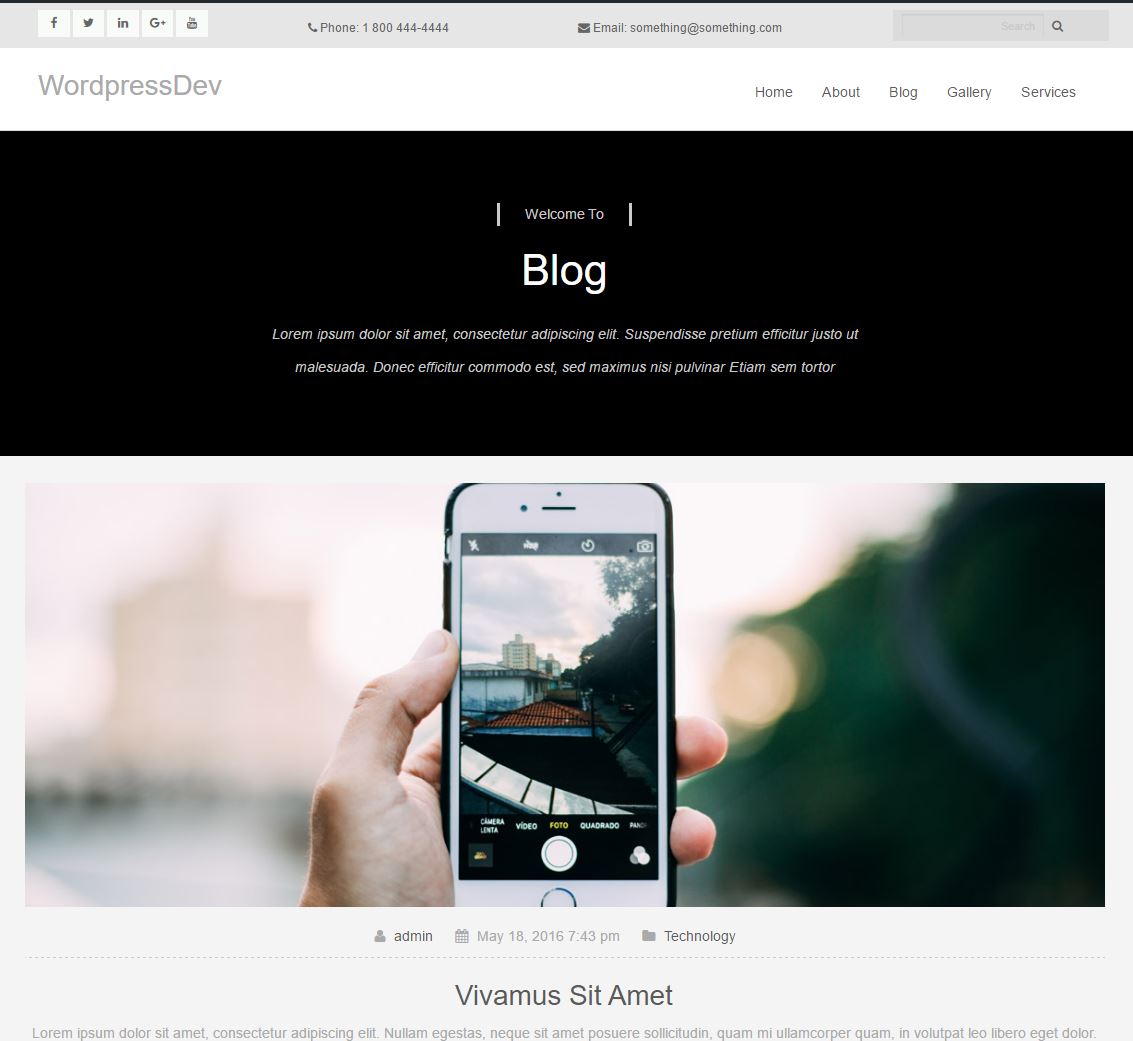 Phone: 1 800 444-4444
Email: something@something.com
Search
WordpressDev
Home About Blog Gallery Services
Welcome To
Blog
Lorem ipsum dolor sit amet, consectetur adipiscing elit. Suspendisse pretium efficitur justo ut
malesuada. Donec efficitur commodo est, sed maximus nisi pulvinar Etiam sem tortor
CÂMERA LENTA
VÍDEO
FOTO
QUADRADO
admin May 18, 2016 7:43 pm Technology
Vivamus Sit Amet
Lorem ipsum dolor sit amet, consectetur adipiscing elit. Nullam egestas, neque sit amet posuere sollicitudin, quam mi ullamcorper quam, in volutpat leo libero eget dolor.